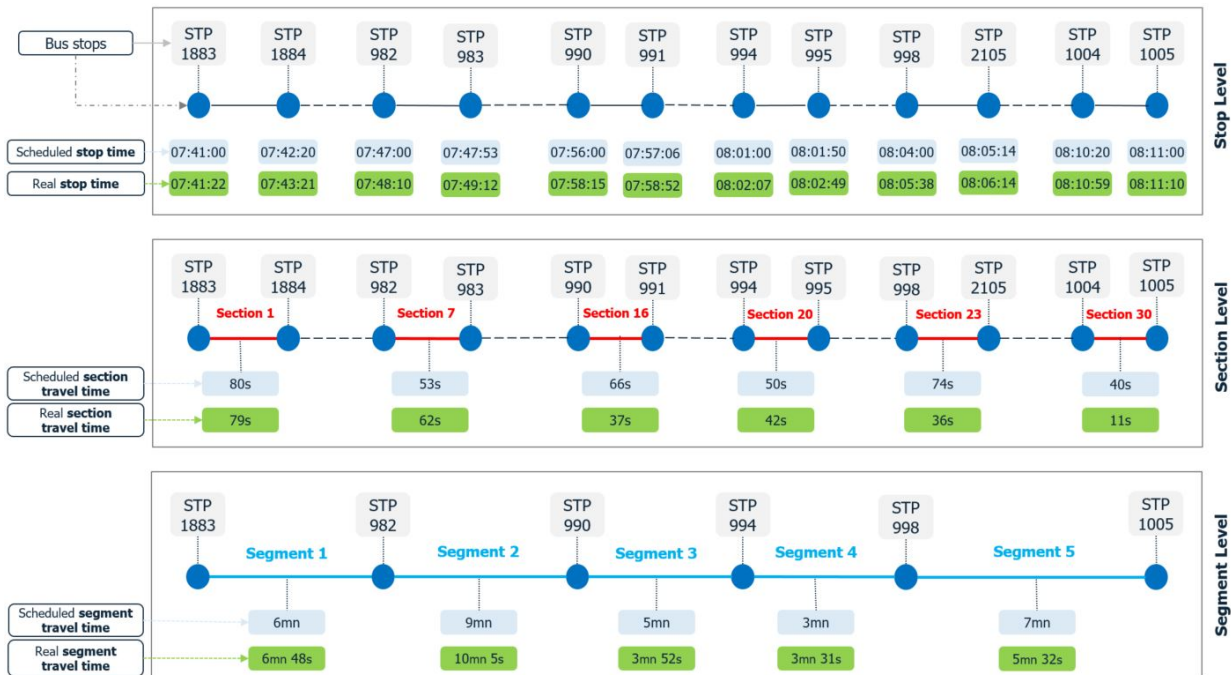 Bus stops
STP 1883
STP 1884
STP 982
STP 983
STP 990
STP 991
STP 994
STP 995
STP 998
STP 2105
STP 1004
STP 1005
Stop Level
Scheduled stop time
07:41:00 07:42:20 07:47:00 07:47:53 07:56:00 07:57:06 08:01:00 08:01:50 08:04:00 08:05:14 08:10:20 08:11:00
Real stop time
07:41:22 07:43:21 07:48:10 07:49:12 07:58:15 07:58:52 08:02:07 08:02:49 08:05:38 08:06:14 08:10:59 08:11:10
STP 1883
STP 1884
STP 982
STP 983
STP 990
STP 991
STP 994
STP 995
STP 998
STP 2105
STP 1004
STP 1005
Section 1 Section 7 Section 16 Section 20 Section 23 Section 30
Section Level
Scheduled section
travel time
80s 53s 66s 50s 74s 40s
Real section
travel time
79s 62s 37s 42s 36s 11s
STP 1883
STP 982
STP 990
STP 994
STP 998
STP 1005
Segment 1 Segment 2 Segment 3 Segment 4 Segment 5
Segment Level
Scheduled segment
travel time
6mn 9mn 5mn 3mn 7mn
Real segment
travel time
6mn 48s 10mn 5s 3mn 52s 3mn 31s 5mn 32s